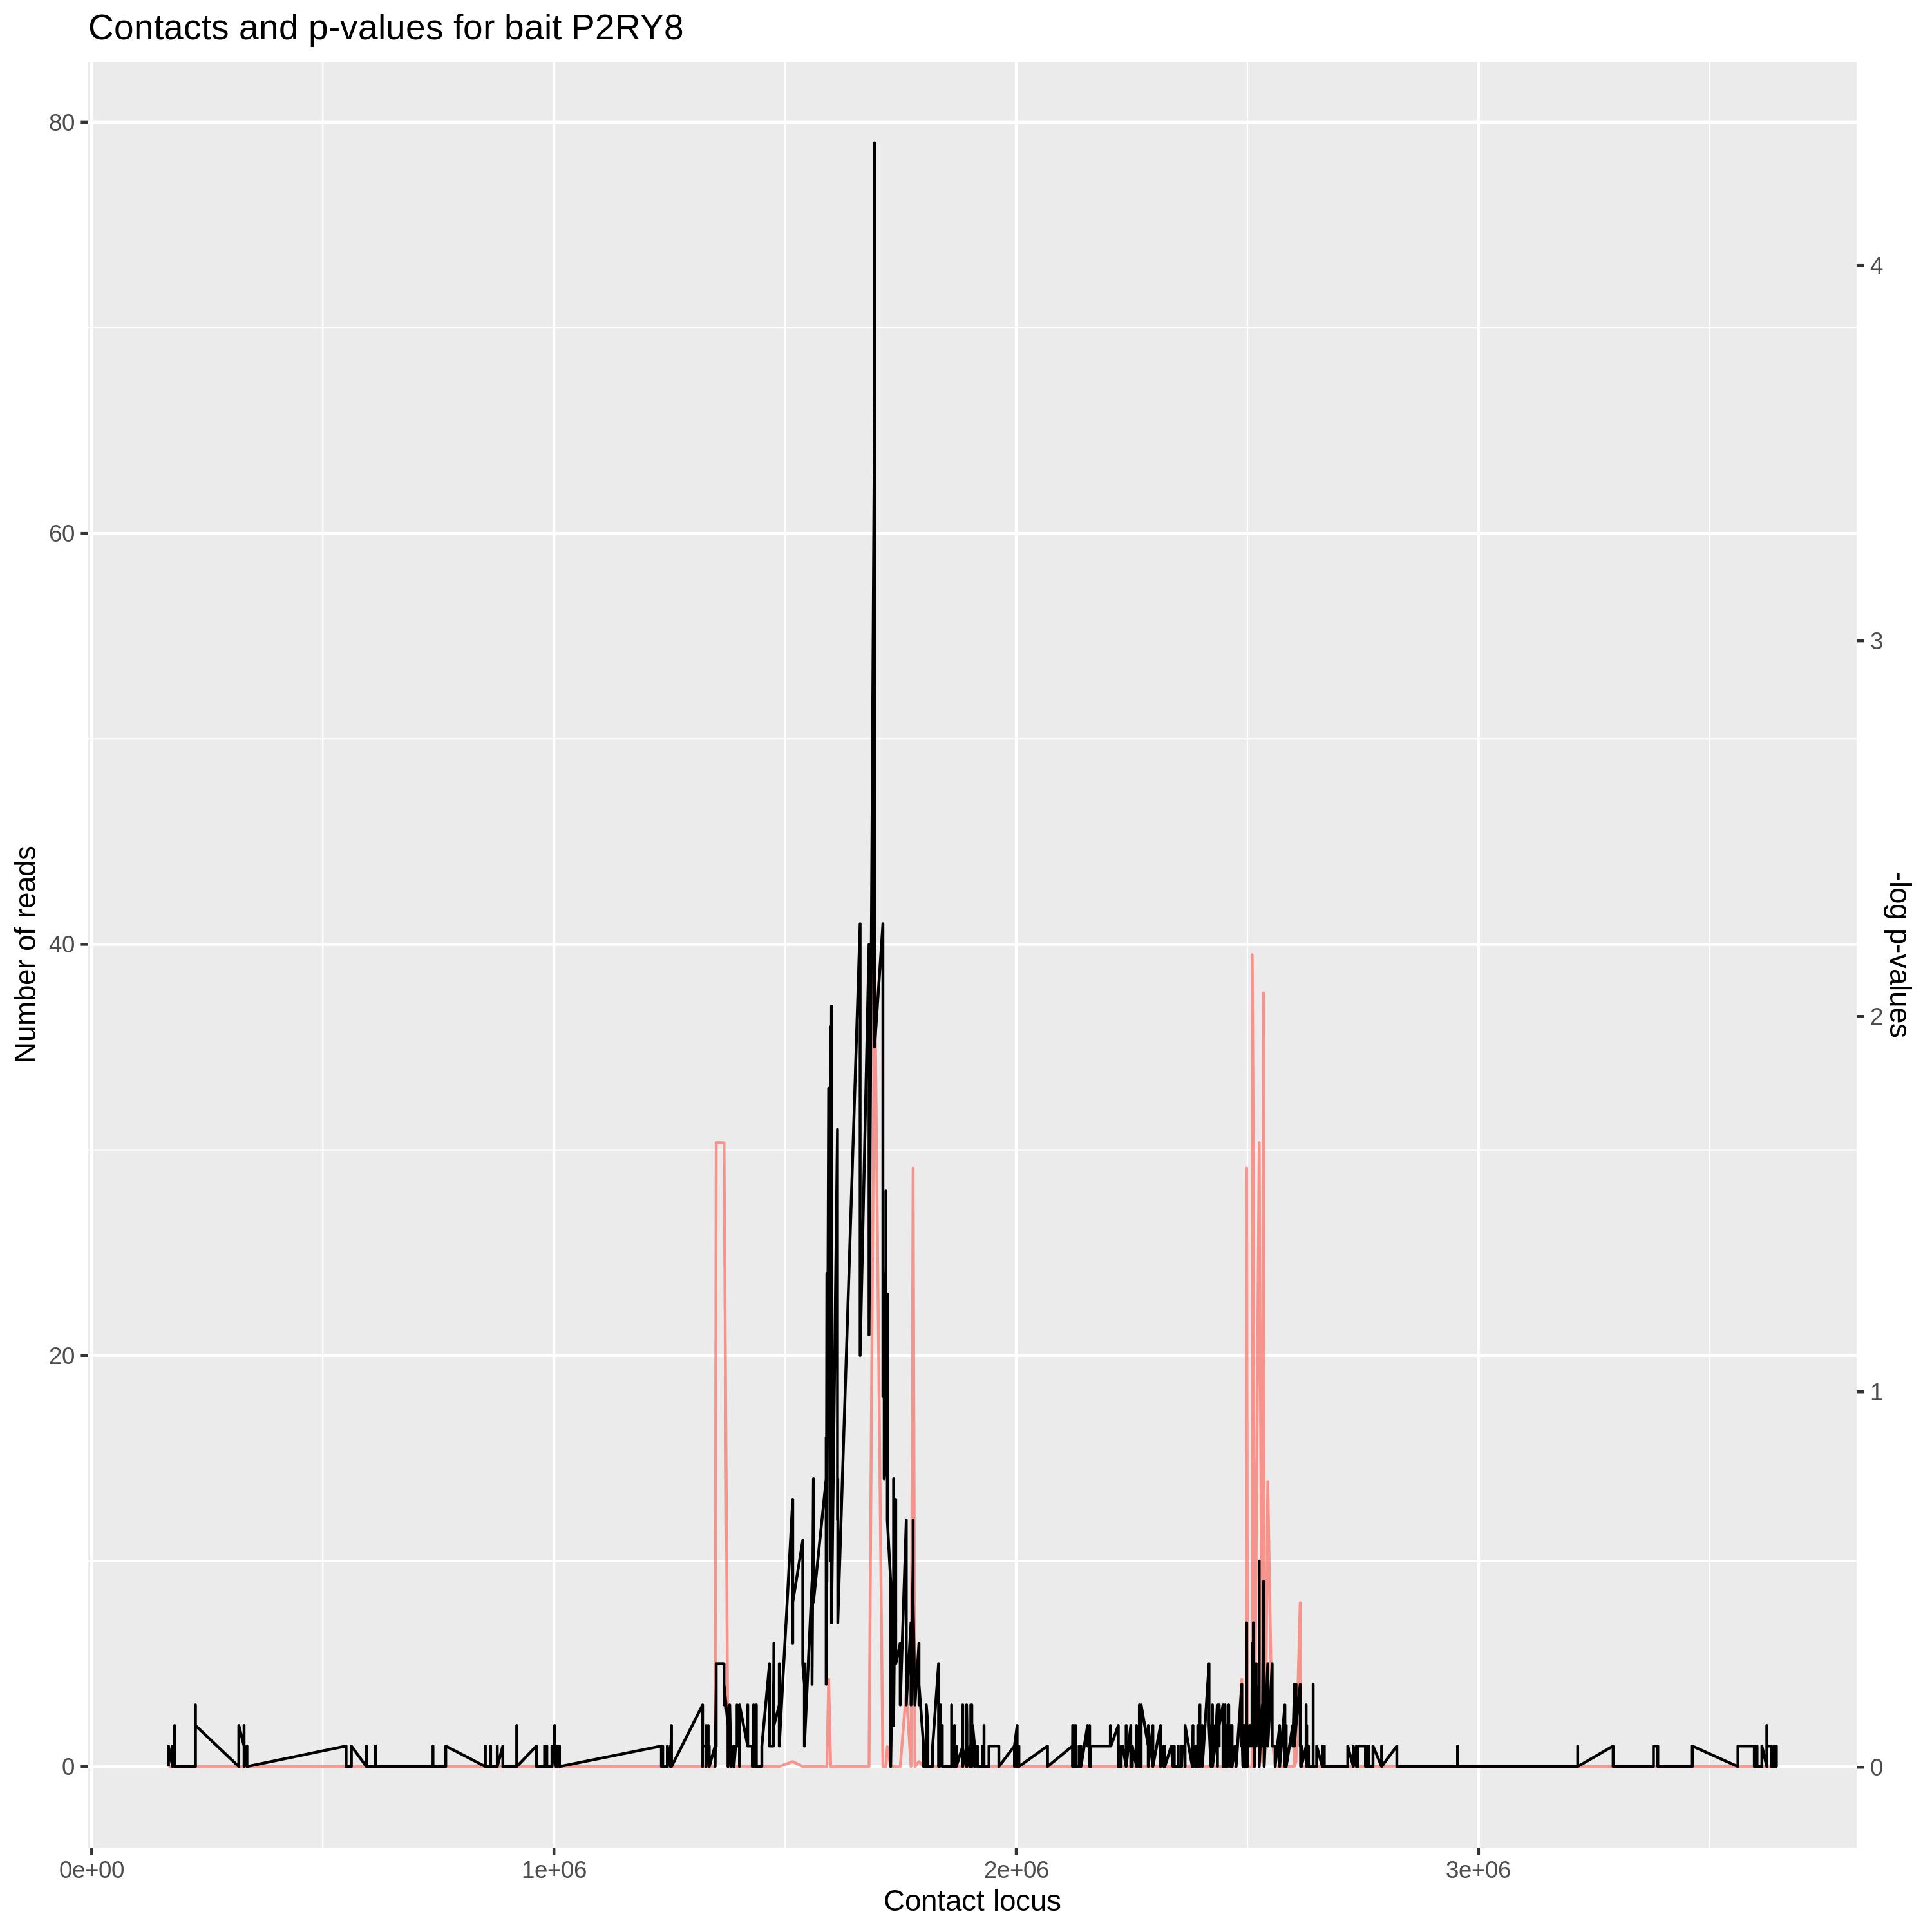 Contacts and p-values for bait P2RY8
80
60
40
20
0
Number of reads
4
3
2
1
0
-log p-values
0e+00 1e+06 2e+06 3e+06
Contact locus